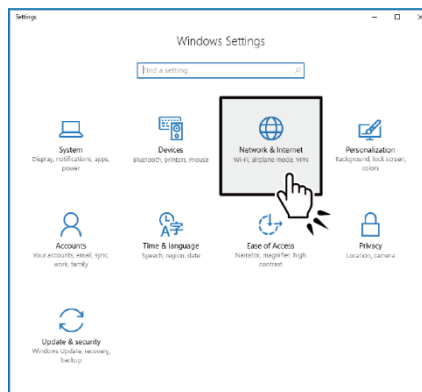 Settings
Windows Settings
Find a setting
System
Display, notifications, apps,
power
Devices
Bluetooth, printers, mouse
Network & Internet
Wi-Fi, airplane mode, VPN
Personalization
Background, lock screen,
colors
Accounts
Your accounts, email, sync,
work, family
Time & language
Speech, region, date
Ease of Access
Narrator, magnifier, high
contrast
Privacy
Location, camera
Update & security
Windows Update, recovery,
backup